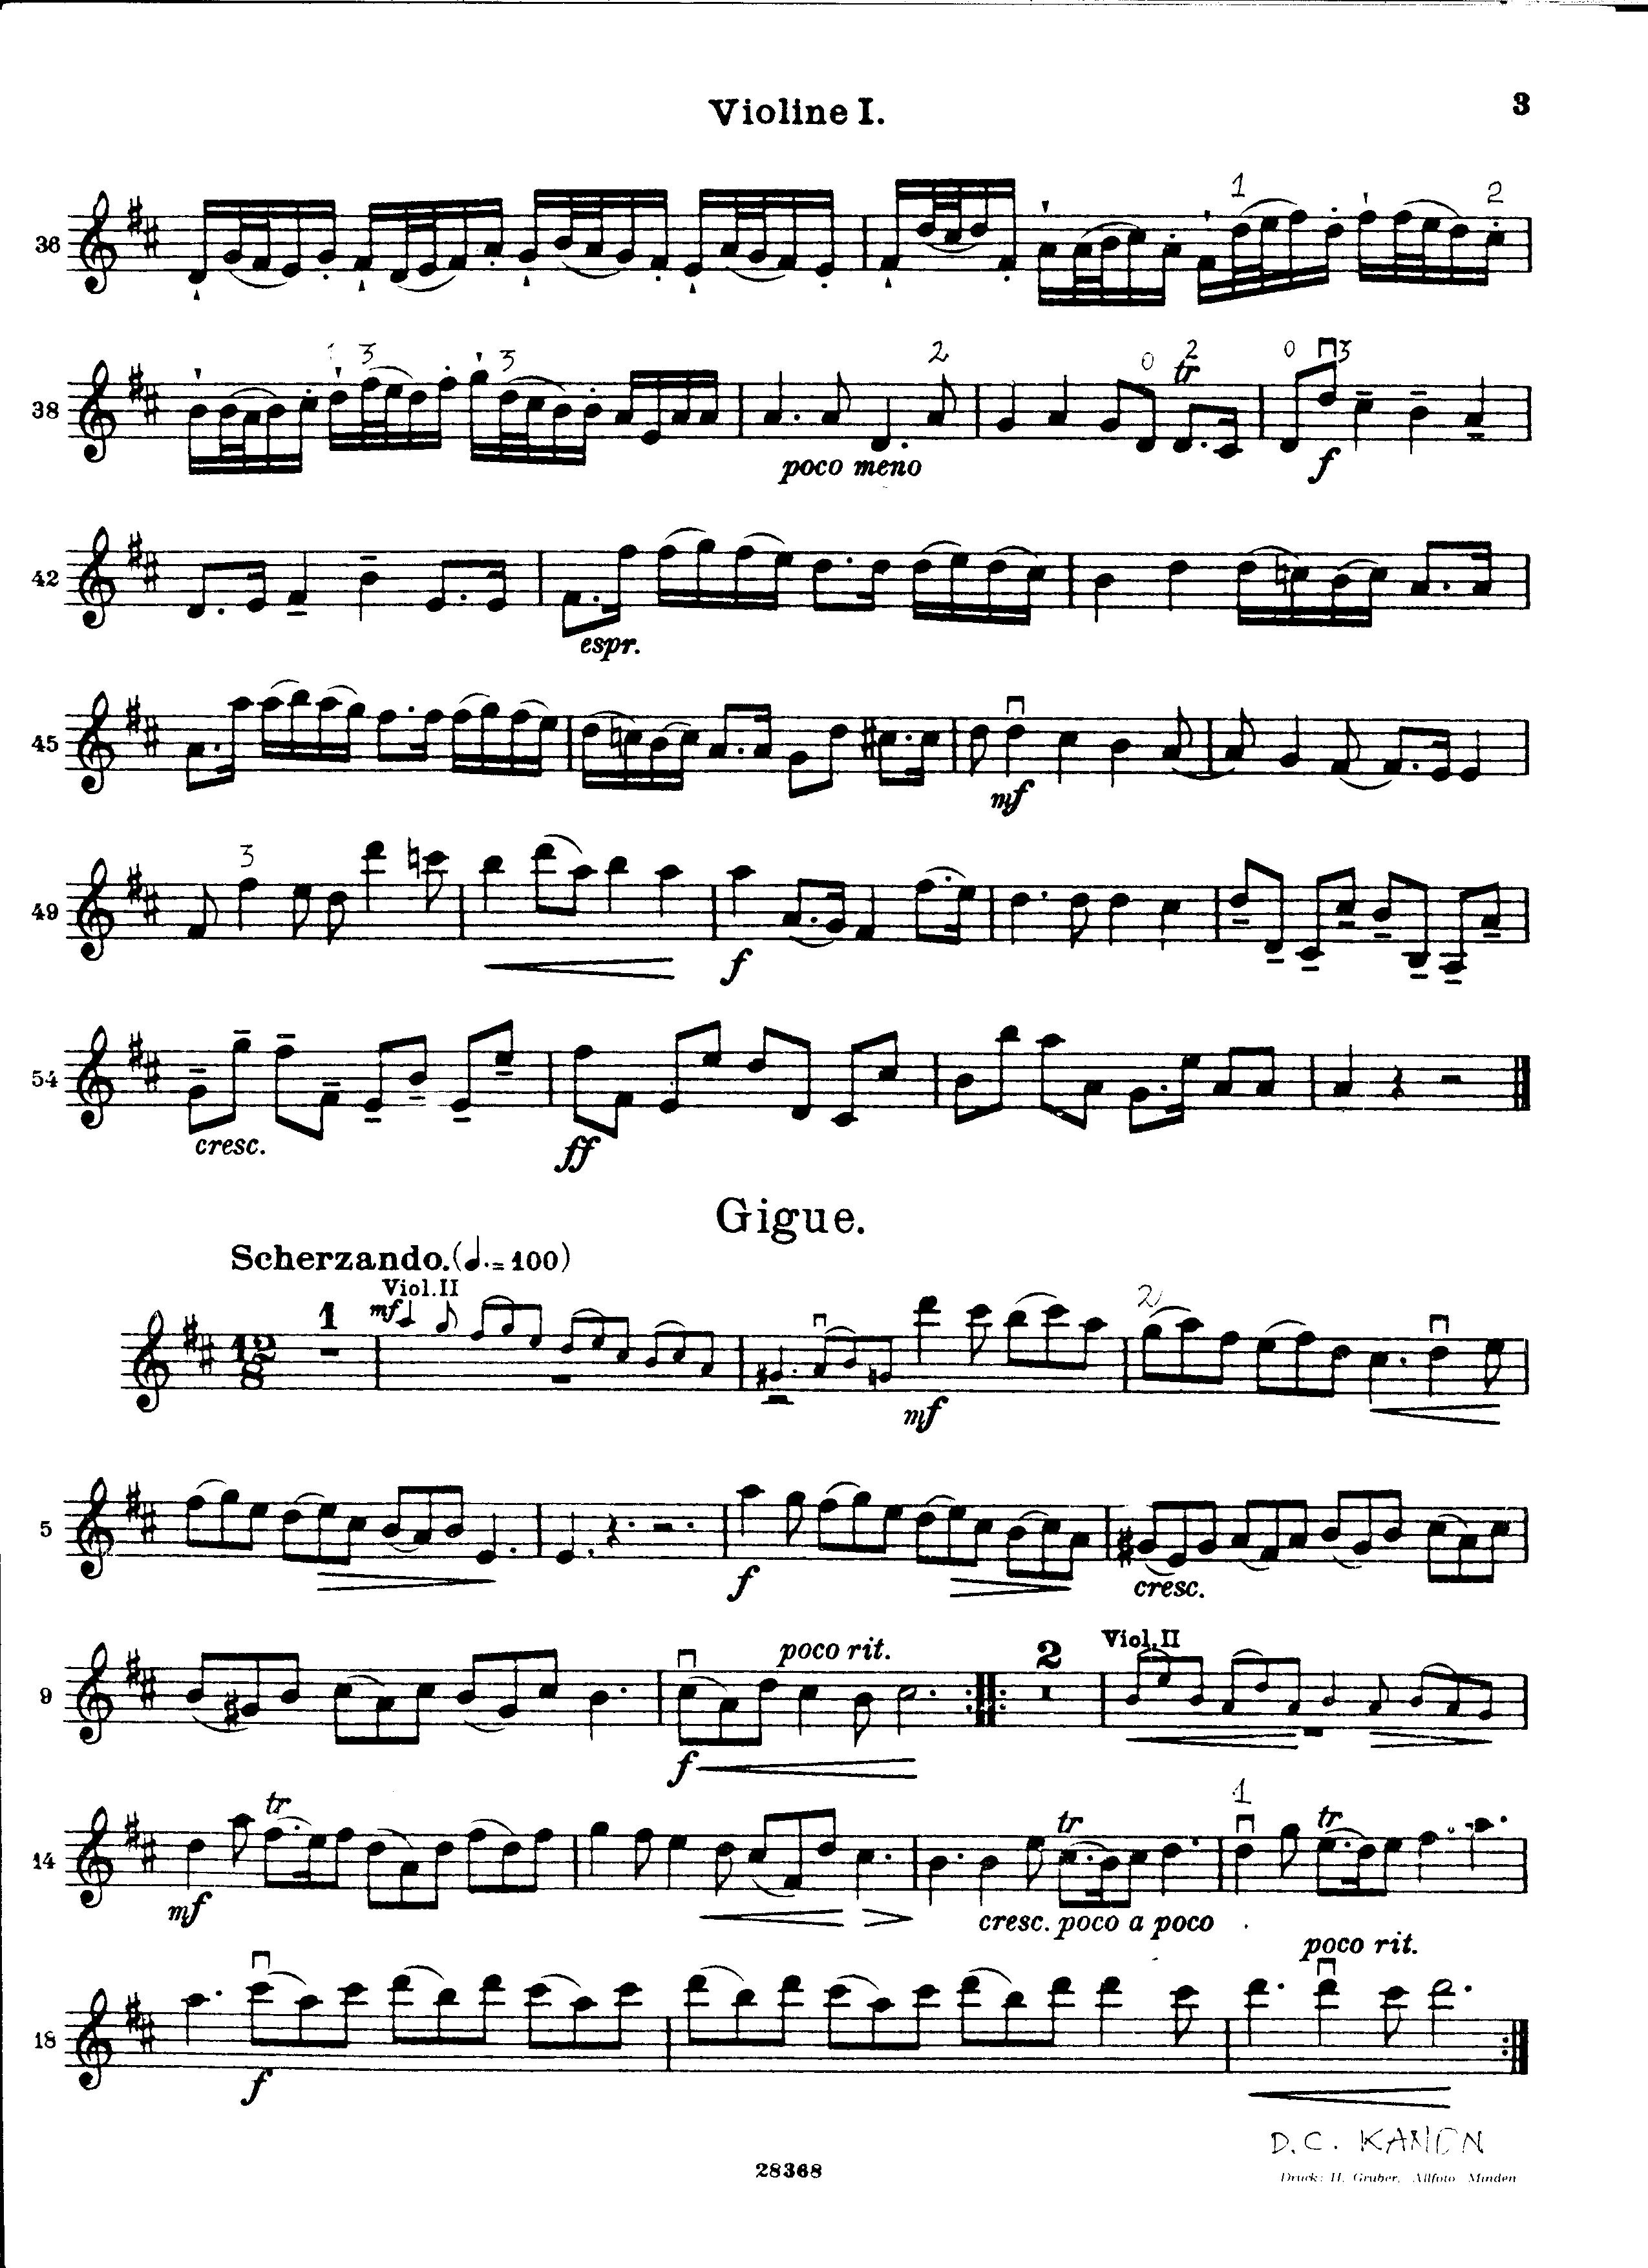 Violine I.
3
36
1
2
38
1 3 3
2
0 2
tr
0 3
poco meno
f
42
espr.
45
mf
49
3
f
54
cresc.
ff
Gigue.
Scherzando. (♩. = 100)
Viol. II
1
mf
2
12
8
mf
5
f
cresc.
9
poco rit.
2
Viol. II
f
14
tr
tr
1
tr
mf
cresc. poco a poco
poco rit.
18
f
D.C. KANON
28368
Druck: H. Gruber, Allfoto Minden